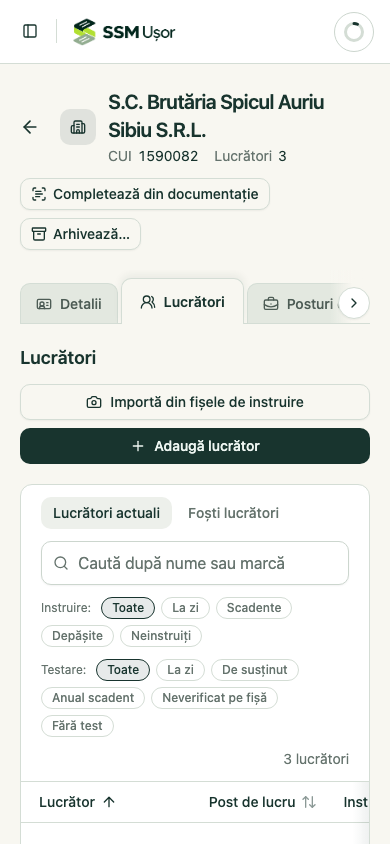 SSM Ușor
S.C. Brutăria Spicul Auriu
Sibiu S.R.L.
CUI 1590082 Lucrători 3
Completează din documentație
Arhivează...
Detalii
Lucrători
Posturi
Lucrători
Importă din fișele de instruire
Adaugă lucrător
Lucrători actuali
Foști lucrători
Caută după nume sau marcă
Instruire: Toate La zi Scadente
Depășite Neinstruiți
Testare: Toate La zi De susținut
Anual scadent Neverificat pe fișă
Fără test
3 lucrători
Lucrător Post de lucru Inst